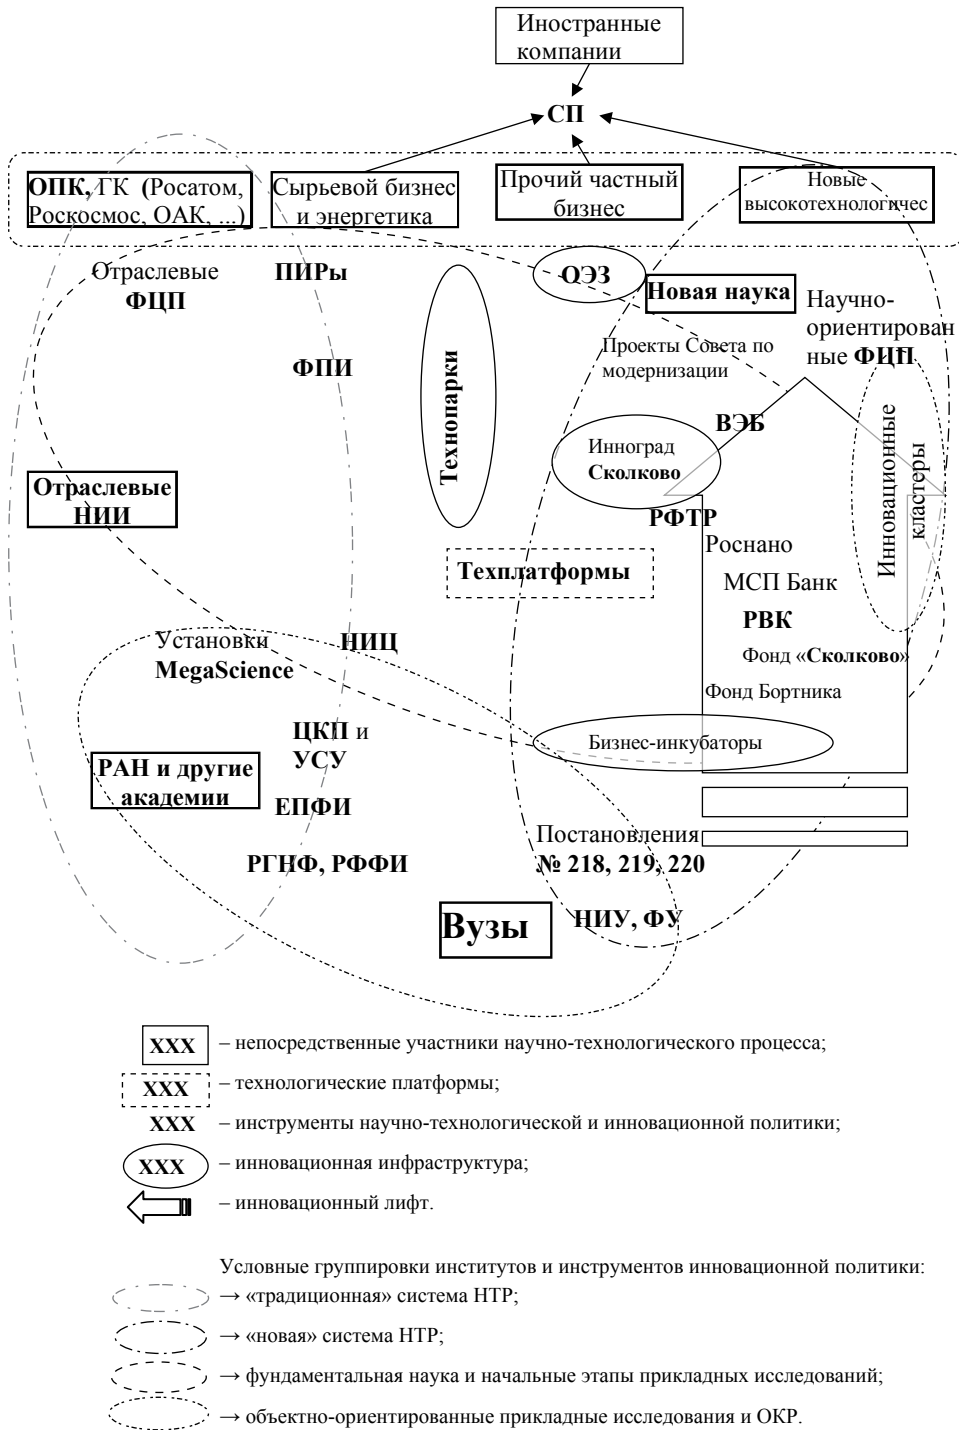 Иностранные
компании
СП
ОПК, ГК (Росатом,
Роскосмос, ОАК, ...)
Сырьевой бизнес
и энергетика
Прочий частный
бизнес
Новые
высокотехнологичес
Отраслевые
ФЦП
ПИРы
ОЭЗ
Новая наука
Научно-
ориентирован
ные ФЦП
Проекты Совета по
модернизации
ФПИ
Технопарки
ВЭБ
Инноград
Сколково
Инновационные
кластеры
Отраслевые
НИИ
РФТР
Роснано
Техплатформы
МСП Банк
РВК
Установки
MegaScience
НИЦ
Фонд «Сколково»
Фонд Бортника
ЦКП и
УСУ
Бизнес-инкубаторы
РАН и другие
академии
ЕПФИ
РГНФ, РФФИ
Постановления
№ 218, 219, 220
Вузы
НИУ, ФУ
XXX – непосредственные участники научно-технологического процесса;
XXX – технологические платформы;
XXX – инструменты научно-технологической и инновационной политики;
XXX – инновационная инфраструктура;
– инновационный лифт.
Условные группировки институтов и инструментов инновационной политики:
→ «традиционная» система НТР;
→ «новая» система НТР;
→ фундаментальная наука и начальные этапы прикладных исследований;
→ объектно-ориентированные прикладные исследования и ОКР.